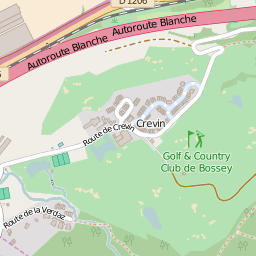 D 1206
Autoroute Blanche Autoroute Blanche
Crevin
Route de Crevin
Golf & Country
Club de Bossey
Route de la Verdaz